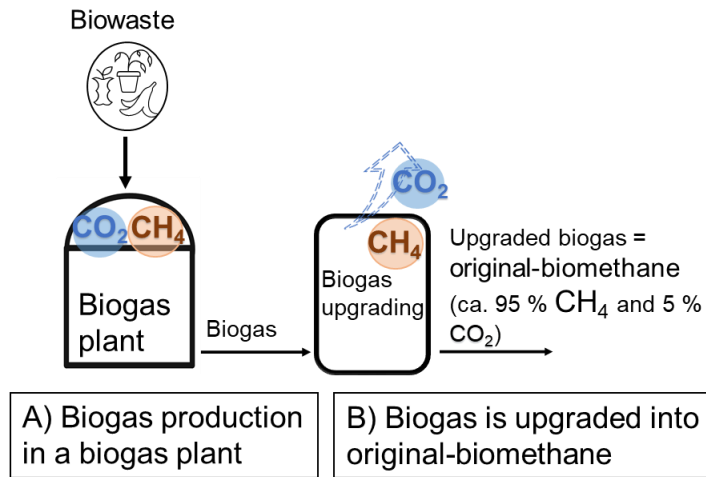 Biowaste
CO₂ CH₄
Biogas
plant
Biogas
CO₂
CH₄
Biogas
upgrading
Upgraded biogas =
original-biomethane
(ca. 95 % CH₄ and 5 %
CO₂)
A) Biogas production
in a biogas plant
B) Biogas is upgraded into
original-biomethane